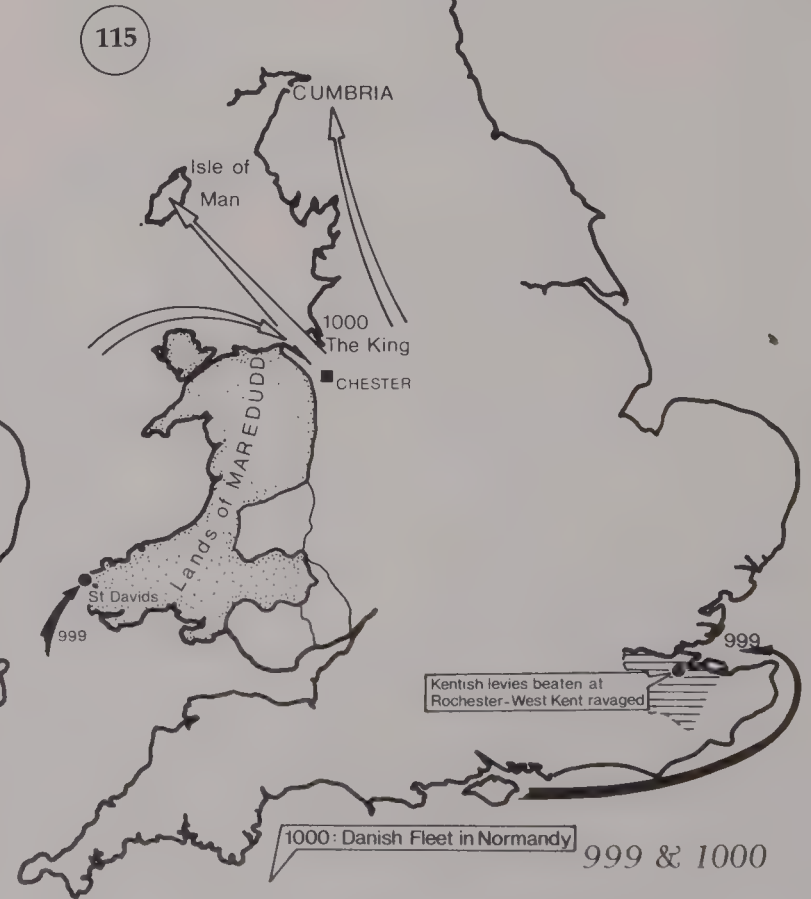 115
CUMBRIA
Isle of
Man
1000
The King
CHESTER
Lands of MAREDUDD
St Davids
999
999
Kentish levies beaten at
Rochester-West Kent ravaged
1000: Danish Fleet in Normandy
999 & 1000